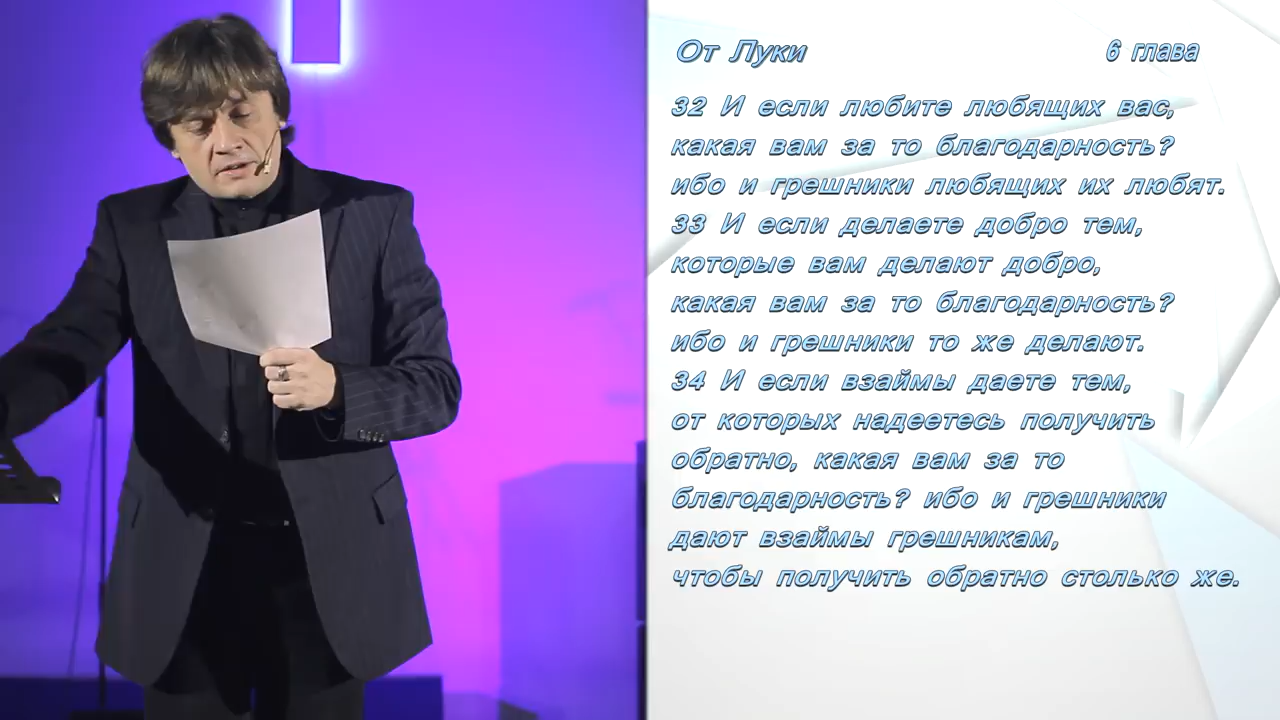 От Луки 6 глава
32 И если любите любящих вас,
какая вам за то благодарность?
ибо и грешники любящих их любят.
33 И если делаете добро тем,
которые вам делают добро,
какая вам за то благодарность?
ибо и грешники то же делают.
34 И если взаймы даете тем,
от которых надеетесь получить
обратно, какая вам за то
благодарность? ибо и грешники
дают взаймы грешникам,
чтобы получить обратно столько же.